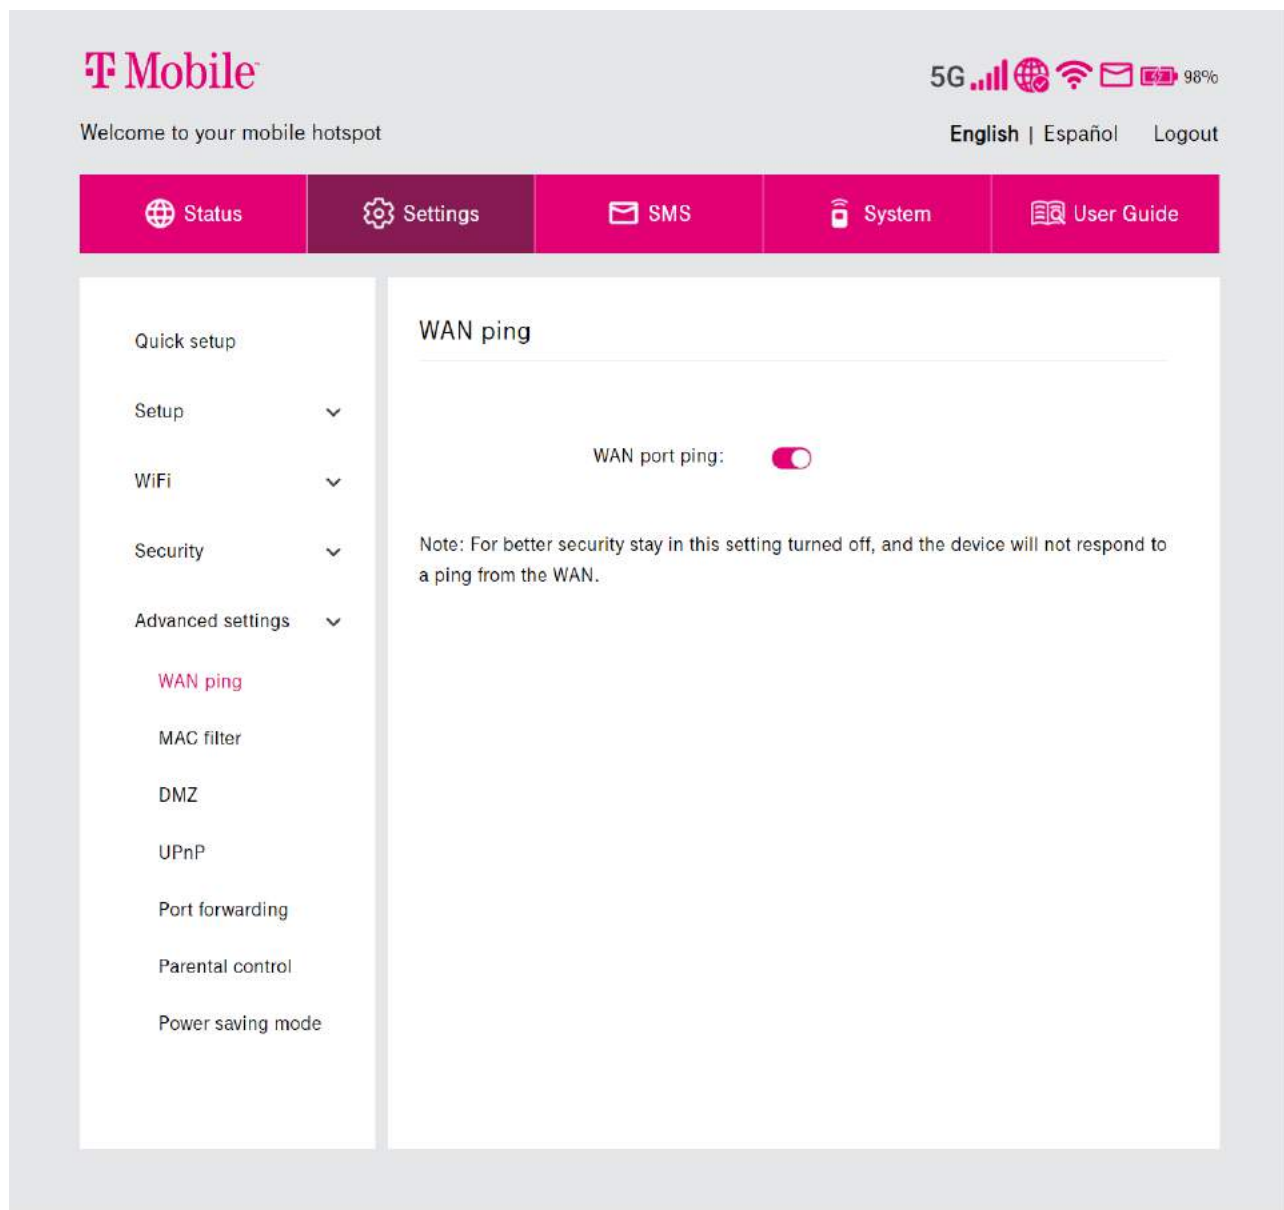 T Mobile
5G 98%
Welcome to your mobile hotspot
English | Español Logout
Status Settings SMS System User Guide
Quick setup
Setup
WiFi
Security
Advanced settings
WAN ping
MAC filter
DMZ
UPnP
Port forwarding
Parental control
Power saving mode
WAN ping
WAN port ping:
Note: For better security stay in this setting turned off, and the device will not respond to
a ping from the WAN.